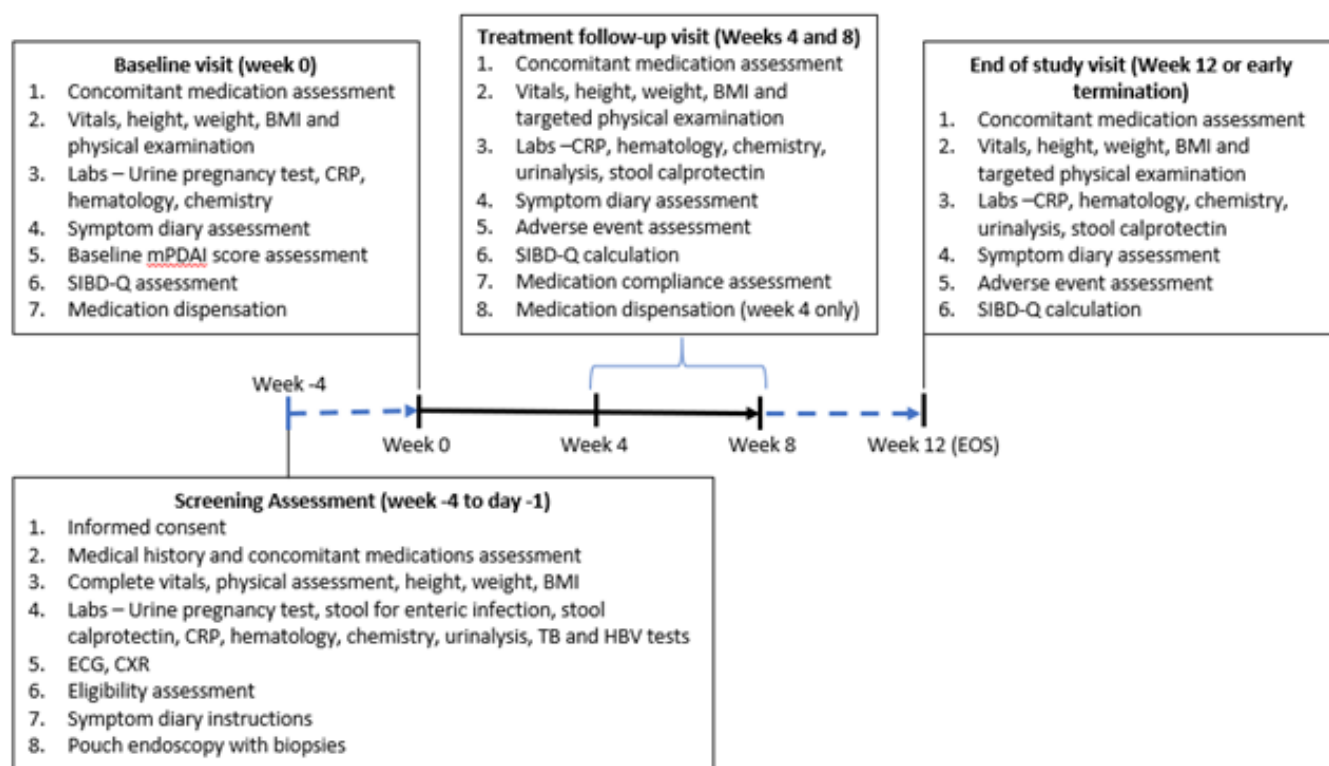 Baseline visit (week 0)
1. Concomitant medication assessment
2. Vitals, height, weight, BMI and
physical examination
3. Labs – Urine pregnancy test, CRP,
hematology, chemistry
4. Symptom diary assessment
5. Baseline mPDAI score assessment
6. SIBD-Q assessment
7. Medication dispensation
Treatment follow-up visit (Weeks 4 and 8)
1. Concomitant medication assessment
2. Vitals, height, weight, BMI and
targeted physical examination
3. Labs –CRP, hematology, chemistry,
urinalysis, stool calprotectin
4. Symptom diary assessment
5. Adverse event assessment
6. SIBD-Q calculation
7. Medication compliance assessment
8. Medication dispensation (week 4 only)
End of study visit (Week 12 or early
termination)
1. Concomitant medication assessment
2. Vitals, height, weight, BMI and
targeted physical examination
3. Labs –CRP, hematology, chemistry,
urinalysis, stool calprotectin
4. Symptom diary assessment
5. Adverse event assessment
6. SIBD-Q calculation
Week -4
Week 0
Week 4
Week 8
Week 12 (EOS)
Screening Assessment (week -4 to day -1)
1. Informed consent
2. Medical history and concomitant medications assessment
3. Complete vitals, physical assessment, height, weight, BMI
4. Labs – Urine pregnancy test, stool for enteric infection, stool
calprotectin, CRP, hematology, chemistry, urinalysis, TB and HBV tests
5. ECG, CXR
6. Eligibility assessment
7. Symptom diary instructions
8. Pouch endoscopy with biopsies